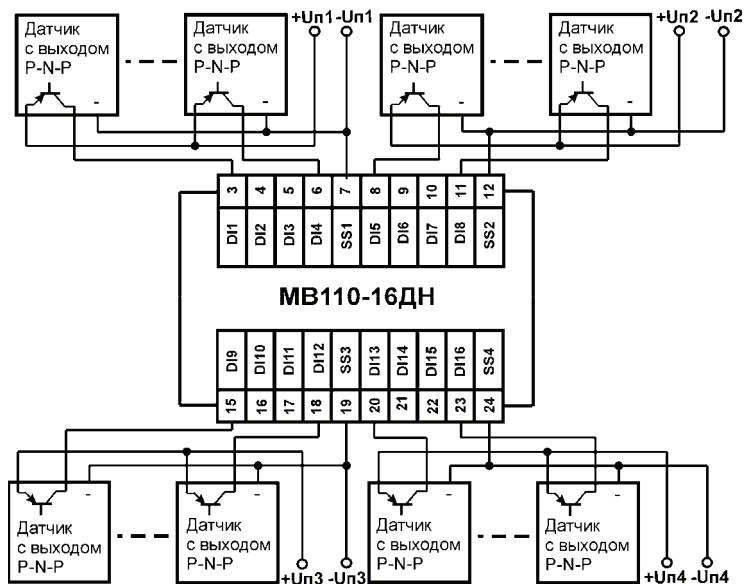 +Uп1 -Uп1
+Uп2 -Uп2
Датчик
с выходом
P-N-P
-
Датчик
с выходом
P-N-P
-
Датчик
с выходом
P-N-P
-
Датчик
с выходом
P-N-P
-
3 4 5 6 7 8 9 10 11 12
DI1 DI2 DI3 DI4 SS1 DI5 DI6 DI7 DI8 SS2
МВ110-16ДН
DI9 DI10 DI11 DI12 SS3 DI13 DI14 DI15 DI16 SS4
15 16 17 18 19 20 21 22 23 24
-
Датчик
с выходом
P-N-P
-
Датчик
с выходом
P-N-P
-
Датчик
с выходом
P-N-P
-
Датчик
с выходом
P-N-P
+Uп3 -Uп3
+Uп4 -Uп4